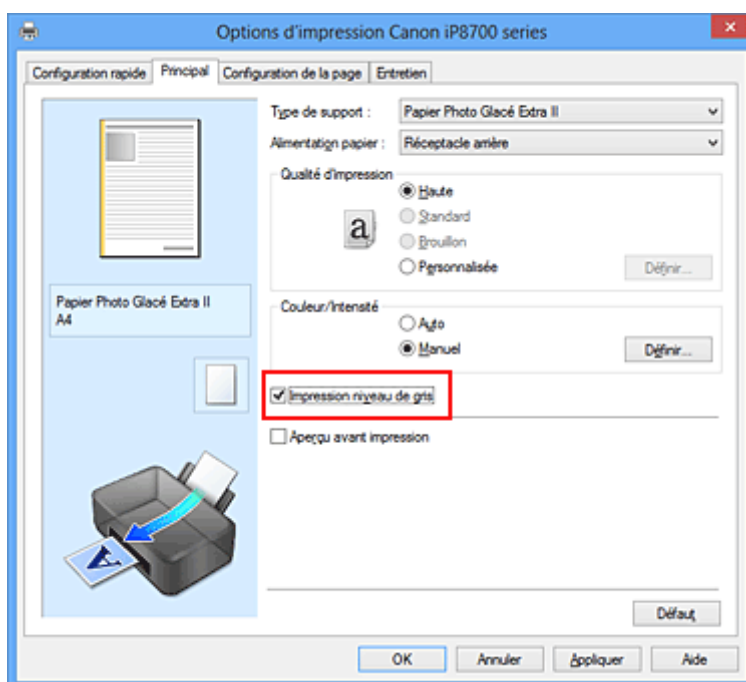 Options d'impression Canon iP8700 series
Configuration rapide Principal Configuration de la page Entretien
Type de support : Papier Photo Glacé Extra II
Alimentation papier : Réceptacle arrière
Qualité d'impression
Haute
a Standard
Brouillon
Personnalisée Définir...
Papier Photo Glacé Extra II
A4
Couleur/Intensité
Auto
Manuel Définir...
Impression niveau de gris
Aperçu avant impression
A
Défaut
OK Annuler Appliquer Aide